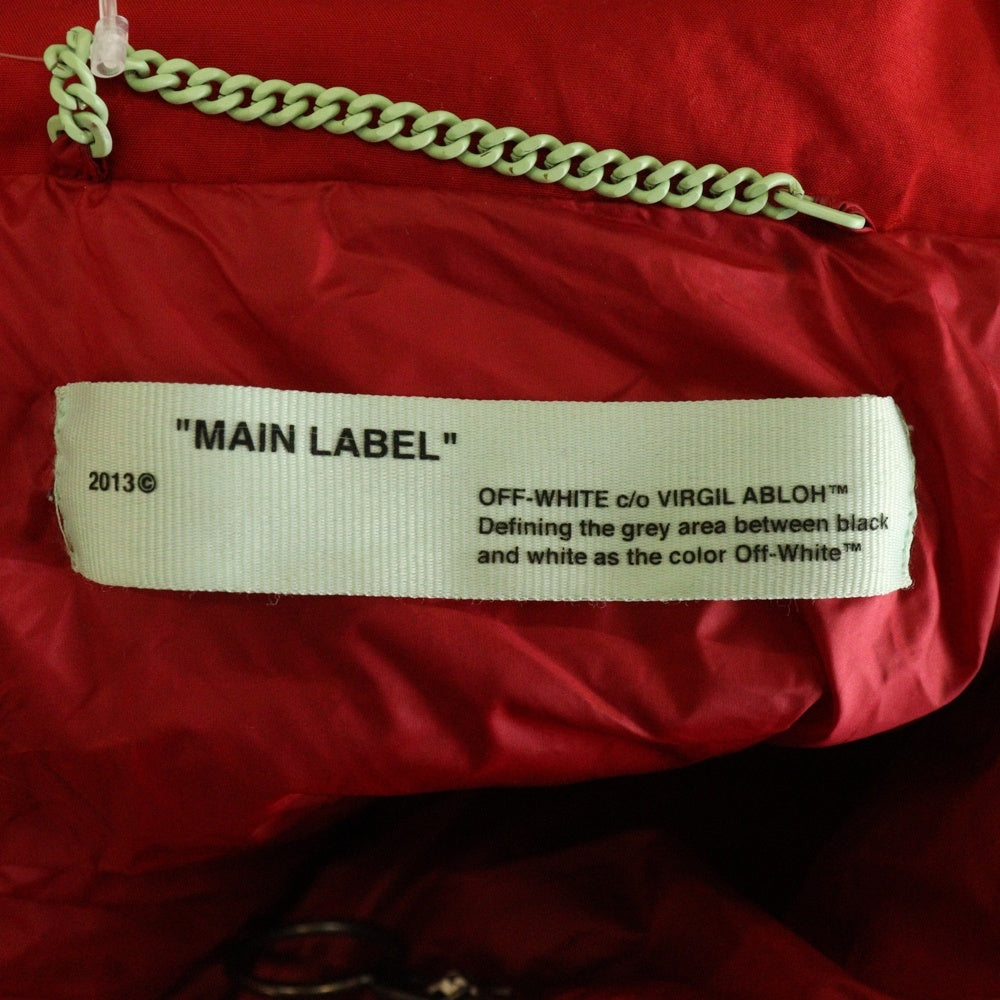 "MAIN LABEL"
2013©
OFF-WHITE c/o VIRGIL ABLOH™
Defining the grey area between black
and white as the color Off-White™